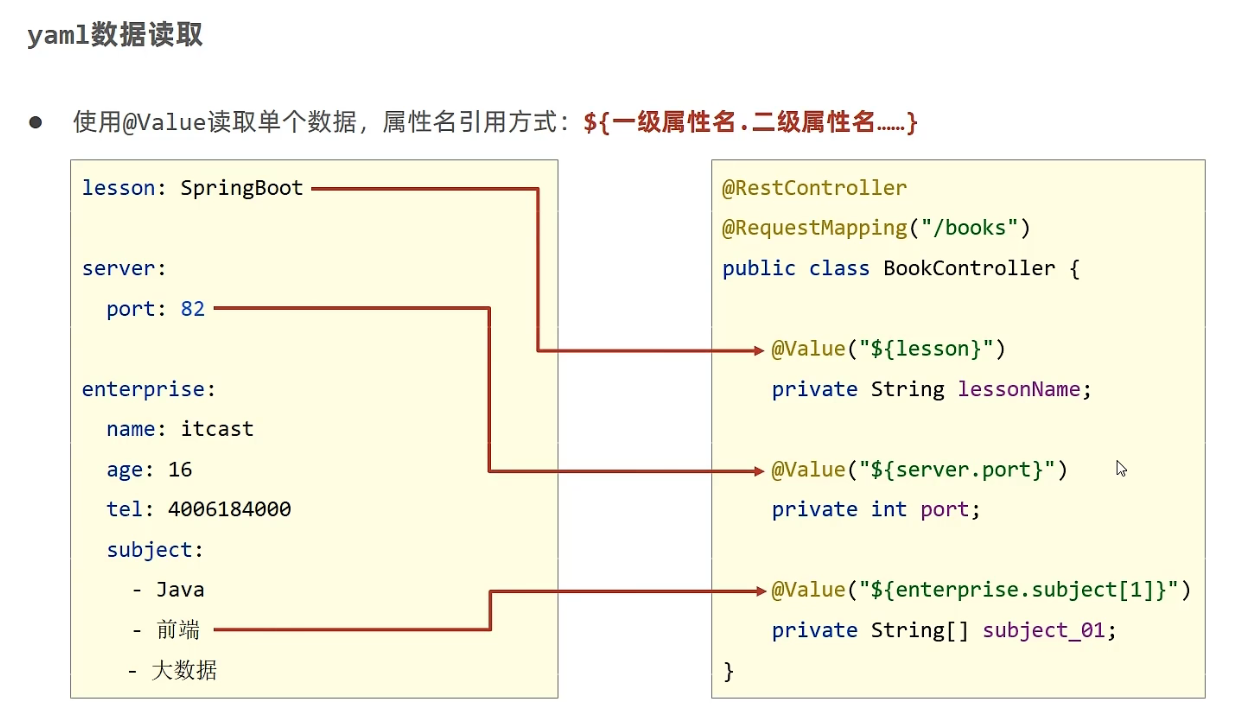 yaml数据读取
● 使用@Value读取单个数据，属性名引用方式：${一级属性名.二级属性名……}
lesson: SpringBoot
server:
  port: 82
enterprise:
  name: itcast
  age: 16
  tel: 4006184000
  subject:
    - Java
    - 前端
    - 大数据
@RestController
@RequestMapping("/books")
public class BookController {
    @Value("${lesson}")
    private String lessonName;
    @Value("${server.port}")
    private int port;
    @Value("${enterprise.subject[1]}")
    private String[] subject_01;
}